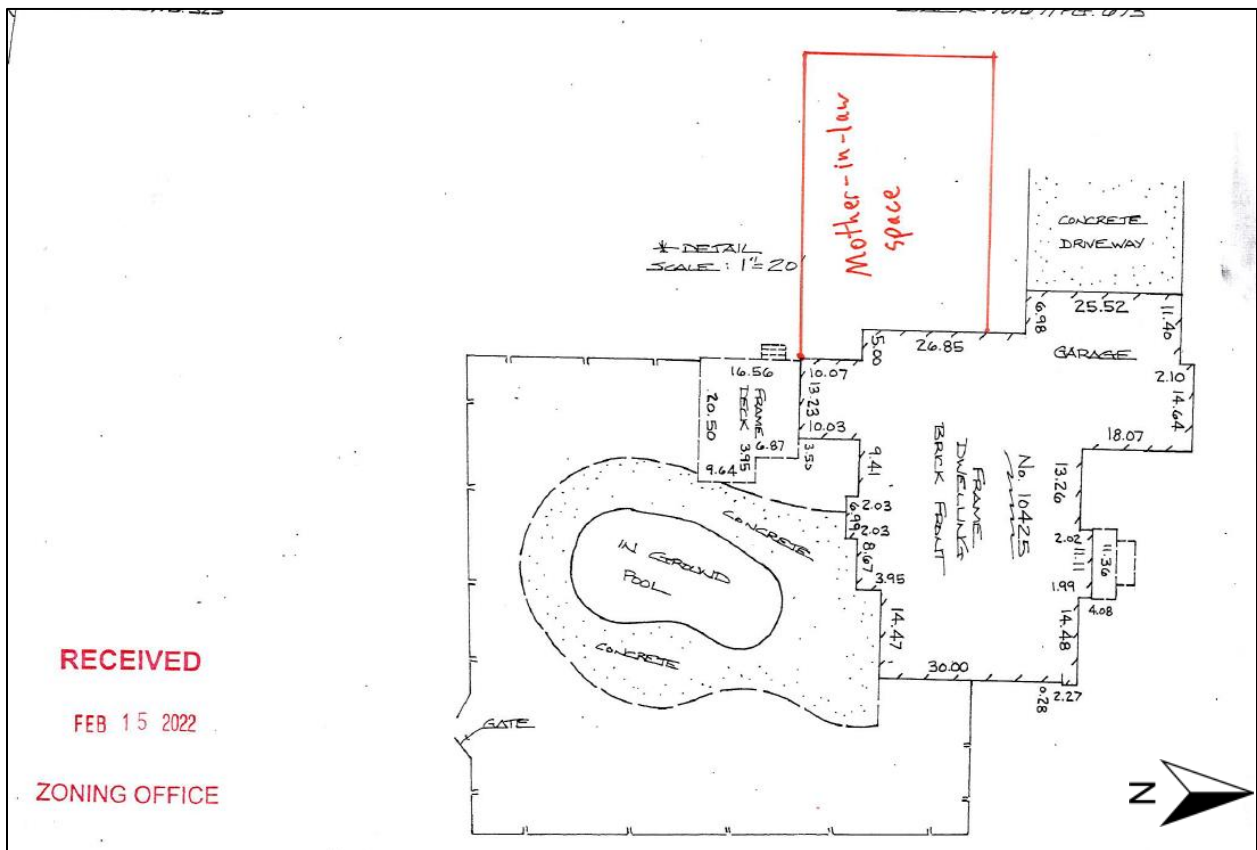 * DETAIL
SCALE : 1"=20
Mother-in-law
space
CONCRETE
DRIVEWAY
6.98
25.52
11.40
GARAGE
5.00
26.85
2.10
14.64
18.07
16.56
10.07
20.50
FRAME
DECK
13.23
6.87
3.95
9.64
10.03
3.50
9.41
No. 10425
FRAME
DWELLING
BRICK FRONT
13.26
2.03
2.03
8.67
3.95
2.02
11.11
11.36
1.99
4.08
CONCRETE
IN GROUND
POOL
CONCRETE
14.47
14.48
30.00
0.28
2.27
GATE
RECEIVED
FEB 15 2022
ZONING OFFICE
N